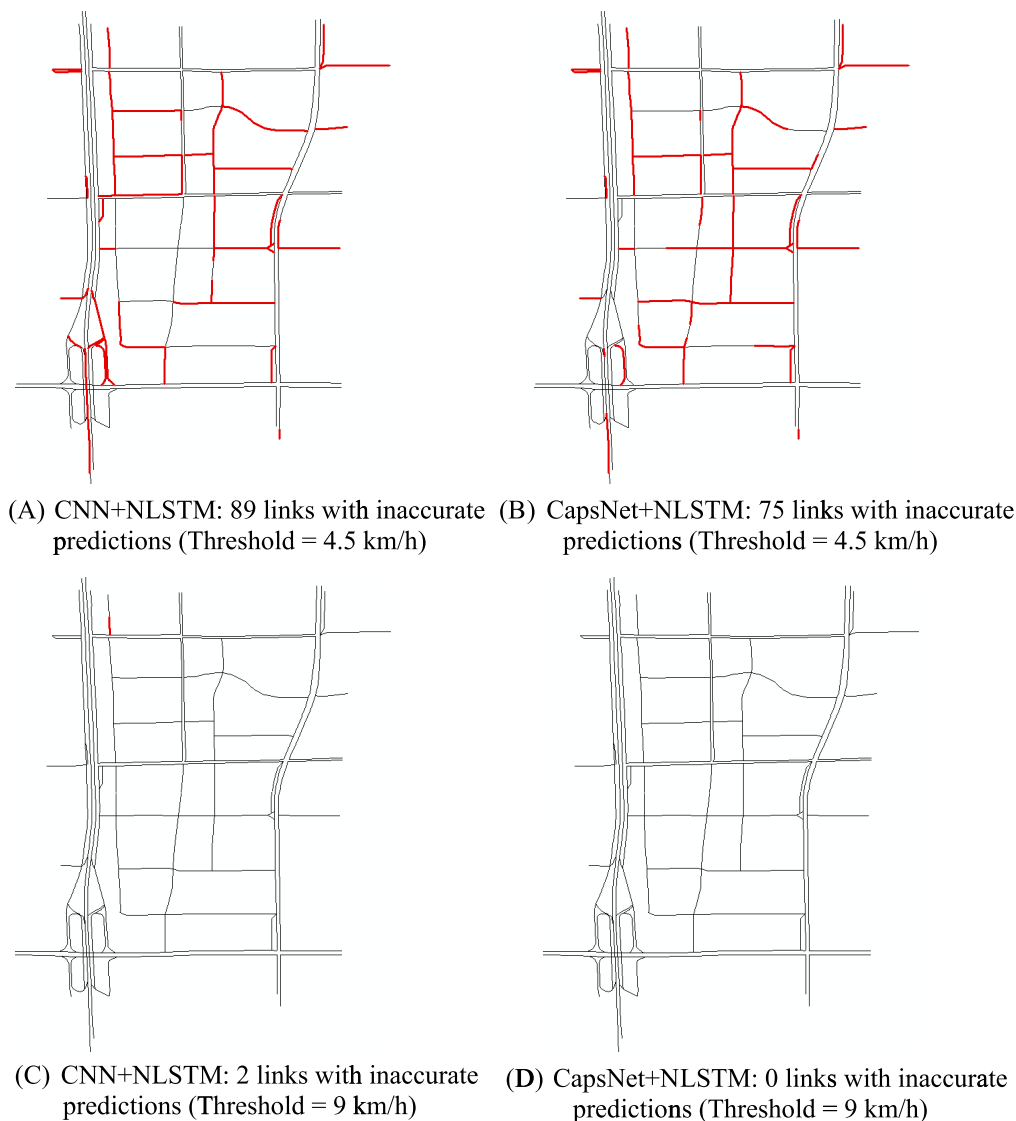 (A) CNN+NLSTM: 89 links with inaccurate
predictions (Threshold = 4.5 km/h)
(B) CapsNet+NLSTM: 75 links with inaccurate
predictions (Threshold = 4.5 km/h)
(C) CNN+NLSTM: 2 links with inaccurate
predictions (Threshold = 9 km/h)
(D) CapsNet+NLSTM: 0 links with inaccurate
predictions (Threshold = 9 km/h)